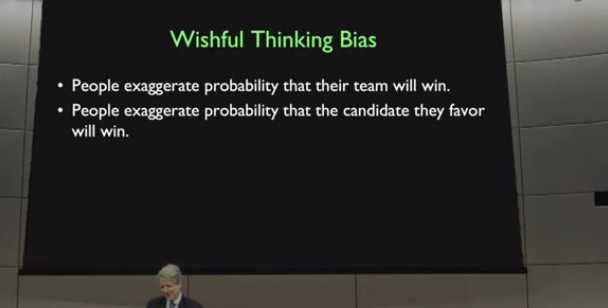 Wishful Thinking Bias
• People exaggerate probability that their team will win.
• People exaggerate probability that the candidate they favor
will win.